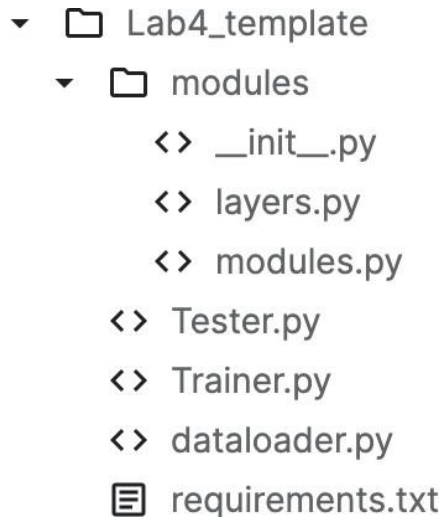 Lab4_template
modules
__init__.py
layers.py
modules.py
Tester.py
Trainer.py
dataloader.py
requirements.txt